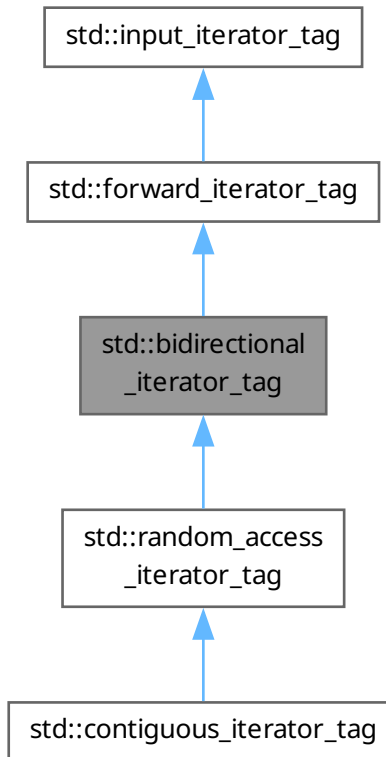 std::input_iterator_tag
std::forward_iterator_tag
std::bidirectional
_iterator_tag
std::random_access
_iterator_tag
std::contiguous_iterator_tag